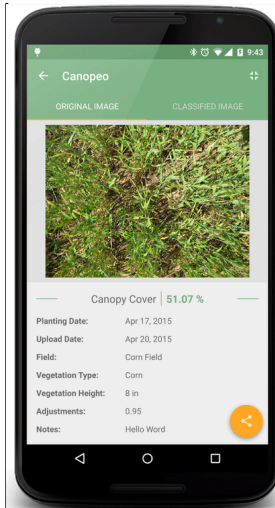 9:43
Canopeo
ORIGINAL IMAGE CLASSIFIED IMAGE
Canopy Cover | 51.07 %
Planting Date: Apr 17, 2015
Upload Date: Apr 20, 2015
Field: Corn Field
Vegetation Type: Corn
Vegetation Height: 8 in
Adjustments: 0.95
Notes: Hello Word